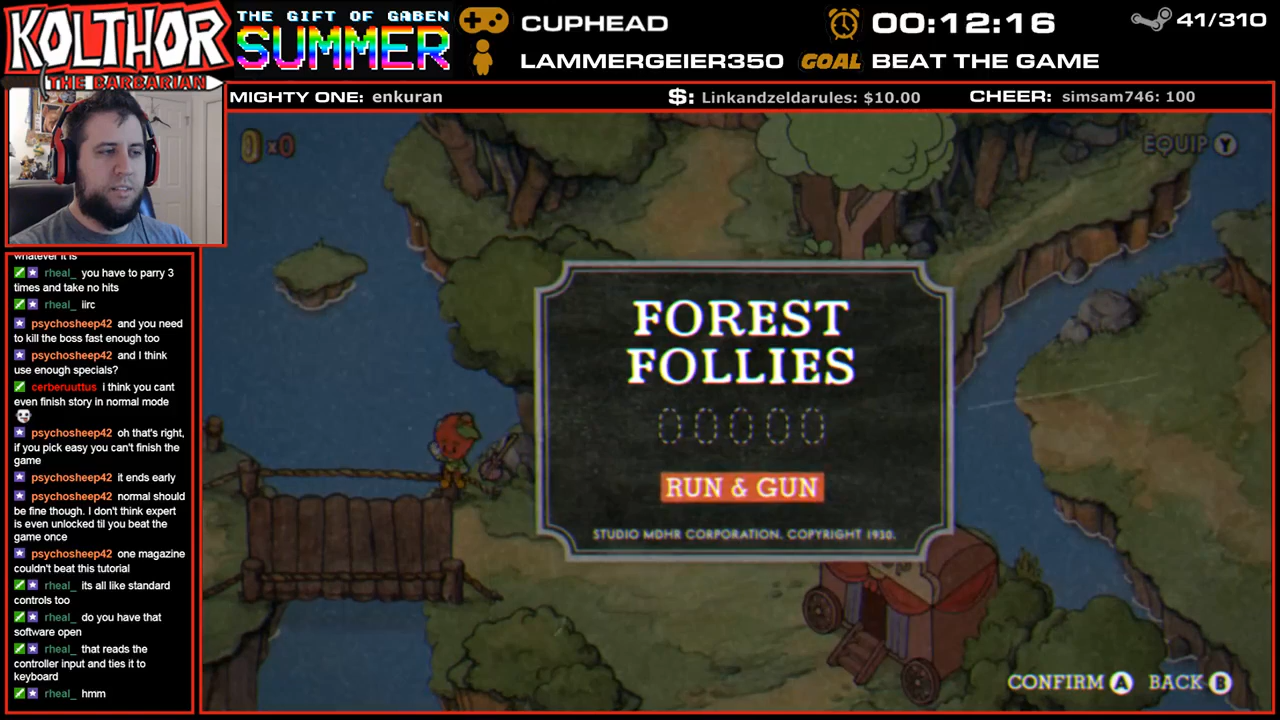 KOLTHOR
THE BARBARIAN
THE GIFT OF GABEN
SUMMER
CUPHEAD
LAMMERGEIER350
00:12:16
GOAL BEAT THE GAME
41/310
MIGHTY ONE: enkuran
$: Linkandzeldarules: $10.00
CHEER: simsam746: 100
x0
EQUIP Y
whatever it is
rheal_ you have to parry 3
times and take no hits
rheal_ iirc
psychosheep42 and you need
to kill the boss fast enough too
psychosheep42 and I think
use enough specials?
cerberuuttus i think you cant
even finish story in normal mode
psychosheep42 oh that's right,
if you pick easy you can't finish the
game
psychosheep42 it ends early
psychosheep42 normal should
be fine though. I don't think expert
is even unlocked til you beat the
game once
psychosheep42 one magazine
couldn't beat this tutorial
rheal_ its all like standard
controls too
rheal_ do you have that
software open
rheal_ that reads the
controller input and ties it to
keyboard
rheal_ hmm
FOREST
FOLLIES
RUN & GUN
STUDIO MDHR CORPORATION. COPYRIGHT 1930.
CONFIRM A BACK B